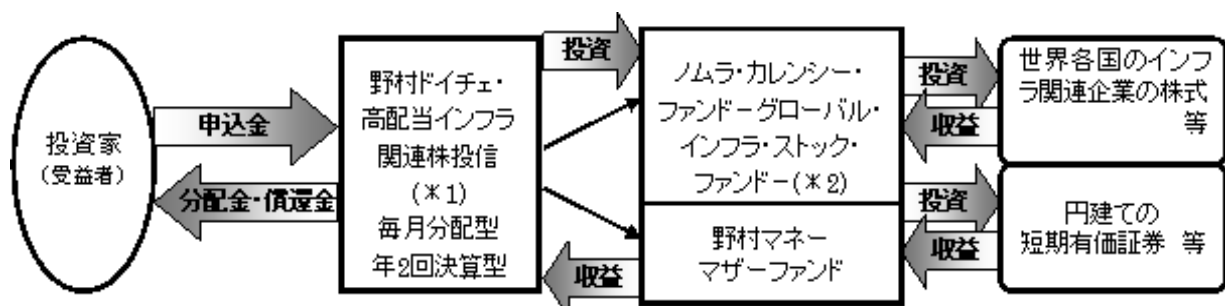 投資家
(受益者)
申込金
分配金・償還金
野村ドイチェ・
高配当インフラ
関連株投信
(*1)
毎月分配型
年2回決算型
投資
収益
ノムラ・カレンシー・
ファンドーグローバル・
インフラ・ストック・
ファンドー(*2)
野村マネー
マザーファンド
投資
収益
投資
収益
世界各国のインフ
ラ関連企業の株式
等
円建ての
短期有価証券 等